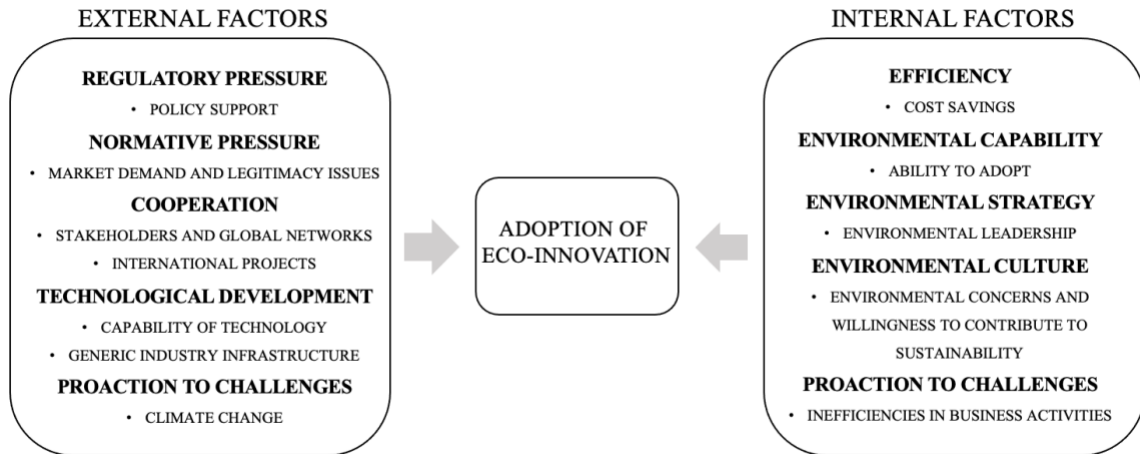 EXTERNAL FACTORS
REGULATORY PRESSURE
• POLICY SUPPORT
NORMATIVE PRESSURE
• MARKET DEMAND AND LEGITIMACY ISSUES
COOPERATION
• STAKEHOLDERS AND GLOBAL NETWORKS
• INTERNATIONAL PROJECTS
TECHNOLOGICAL DEVELOPMENT
• CAPABILITY OF TECHNOLOGY
• GENERIC INDUSTRY INFRASTRUCTURE
PROACTION TO CHALLENGES
• CLIMATE CHANGE
ADOPTION OF
ECO-INNOVATION
INTERNAL FACTORS
EFFICIENCY
• COST SAVINGS
ENVIRONMENTAL CAPABILITY
• ABILITY TO ADOPT
ENVIRONMENTAL STRATEGY
• ENVIRONMENTAL LEADERSHIP
ENVIRONMENTAL CULTURE
• ENVIRONMENTAL CONCERNS AND
WILLINGNESS TO CONTRIBUTE TO
SUSTAINABILITY
PROACTION TO CHALLENGES
• INEFFICIENCIES IN BUSINESS ACTIVITIES